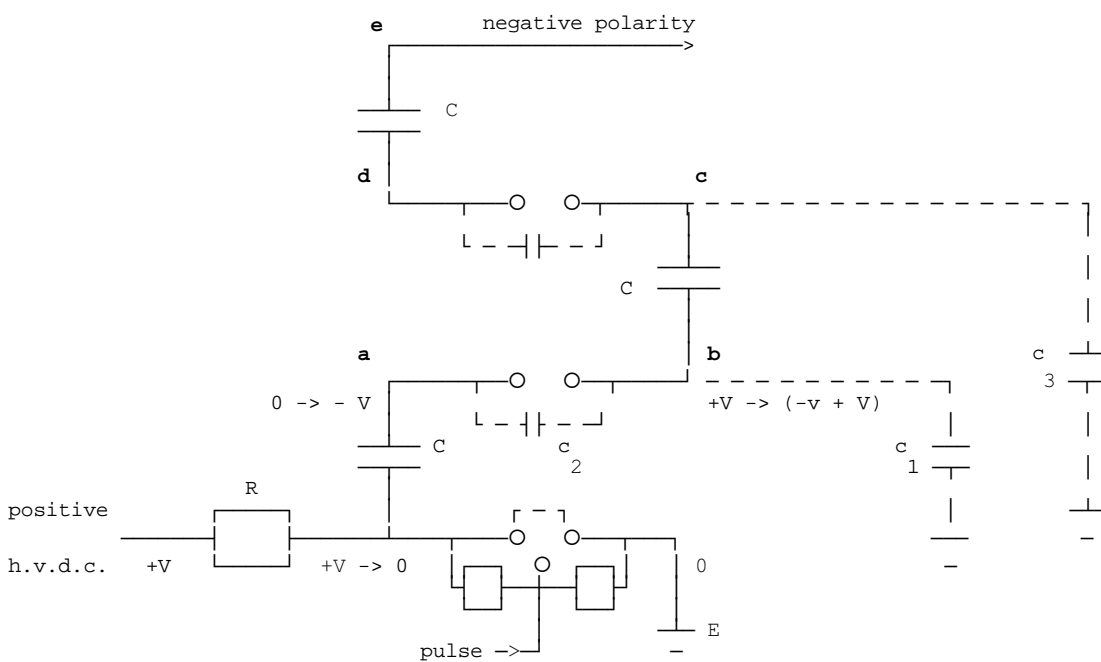 e
negative polarity
C
d
c
C
a
b
c
3
0 -> - V
+V -> (-v + V)
C
c
2
c
1
R
positive
h.v.d.c.
+V
+V -> 0
0
E
pulse ->